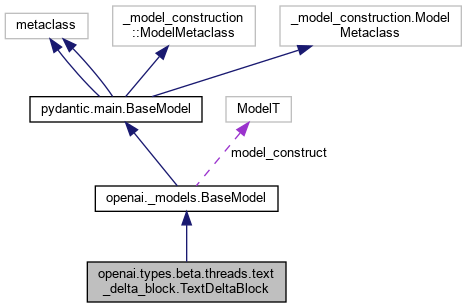 metaclass
_model_construction
::ModelMetaclass
_model_construction.Model
Metaclass
pydantic.main.BaseModel
ModelT
model_construct
openai._models.BaseModel
openai.types.beta.threads.text
_delta_block.TextDeltaBlock